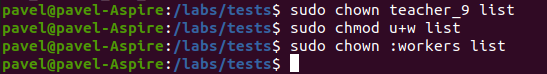 pavel@pavel-Aspire:/labs/tests$ sudo chown teacher_9 list
pavel@pavel-Aspire:/labs/tests$ sudo chmod u+w list
pavel@pavel-Aspire:/labs/tests$ sudo chown :workers list
pavel@pavel-Aspire:/labs/tests$